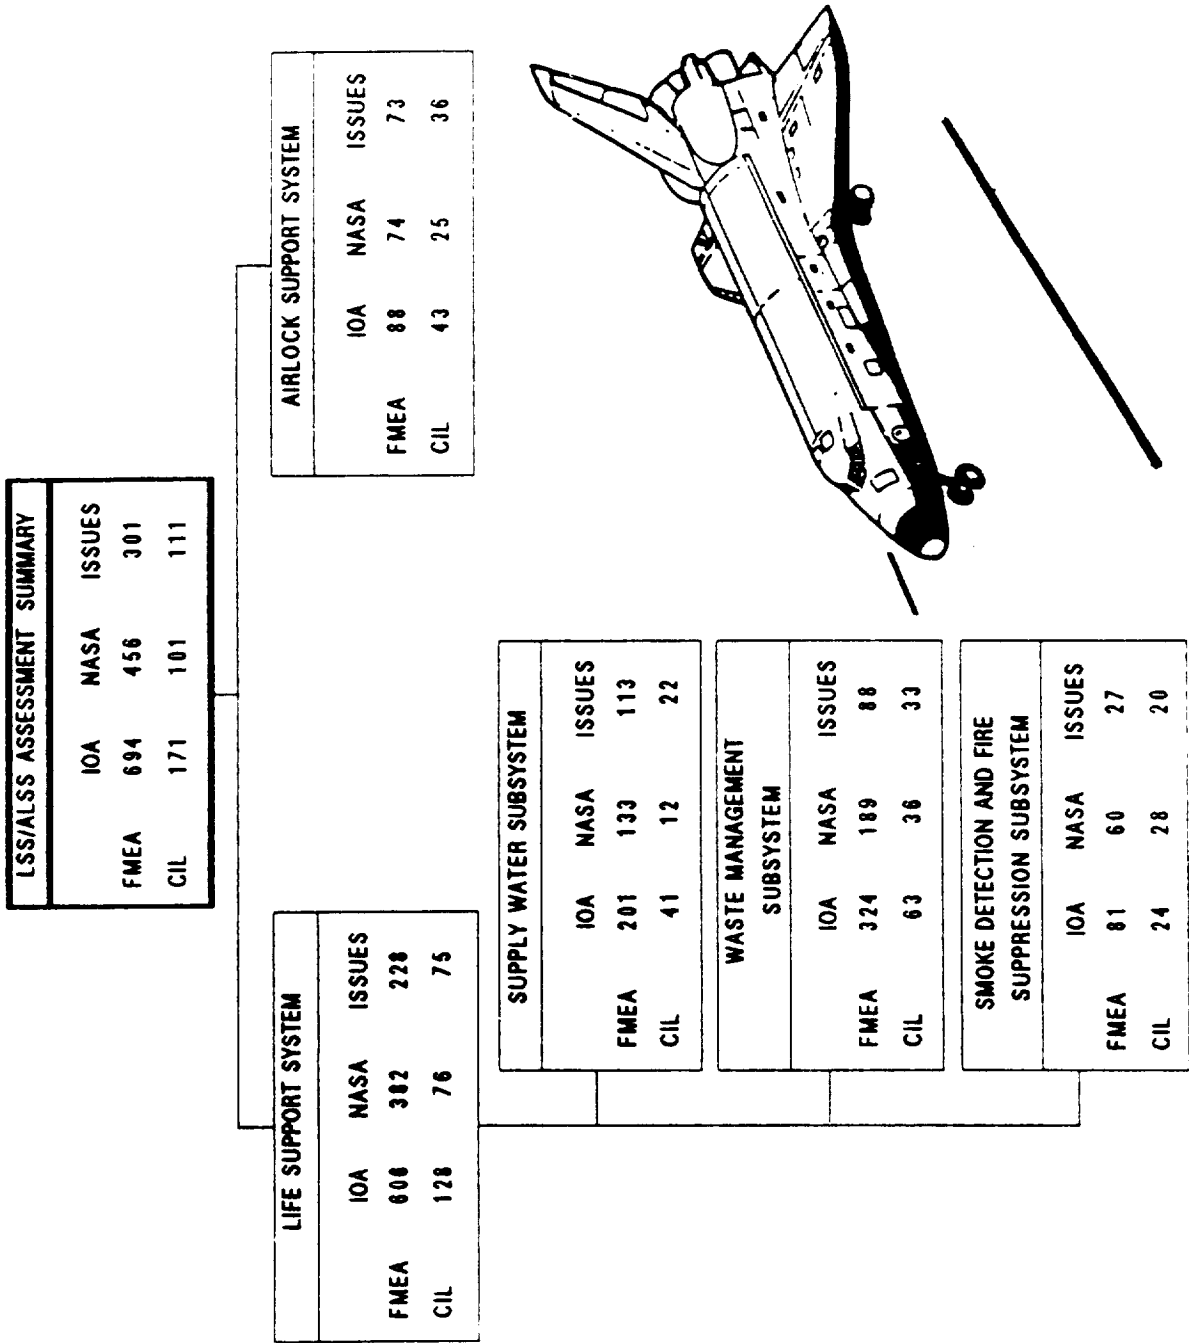 LSS/ALSS ASSESSMENT SUMMARY
IOA NASA ISSUES
FMEA 694 456 301
CIL 171 101 111
LIFE SUPPORT SYSTEM
IOA NASA ISSUES
FMEA 606 382 228
CIL 128 76 75
AIRLOCK SUPPORT SYSTEM
IOA NASA ISSUES
FMEA 88 74 73
CIL 43 25 36
SUPPLY WATER SUBSYSTEM
IOA NASA ISSUES
FMEA 201 133 113
CIL 41 12 22
WASTE MANAGEMENT
SUBSYSTEM
IOA NASA ISSUES
FMEA 324 189 88
CIL 63 36 33
SMOKE DETECTION AND FIRE
SUPPRESSION SUBSYSTEM
IOA NASA ISSUES
FMEA 81 60 27
CIL 24 28 20